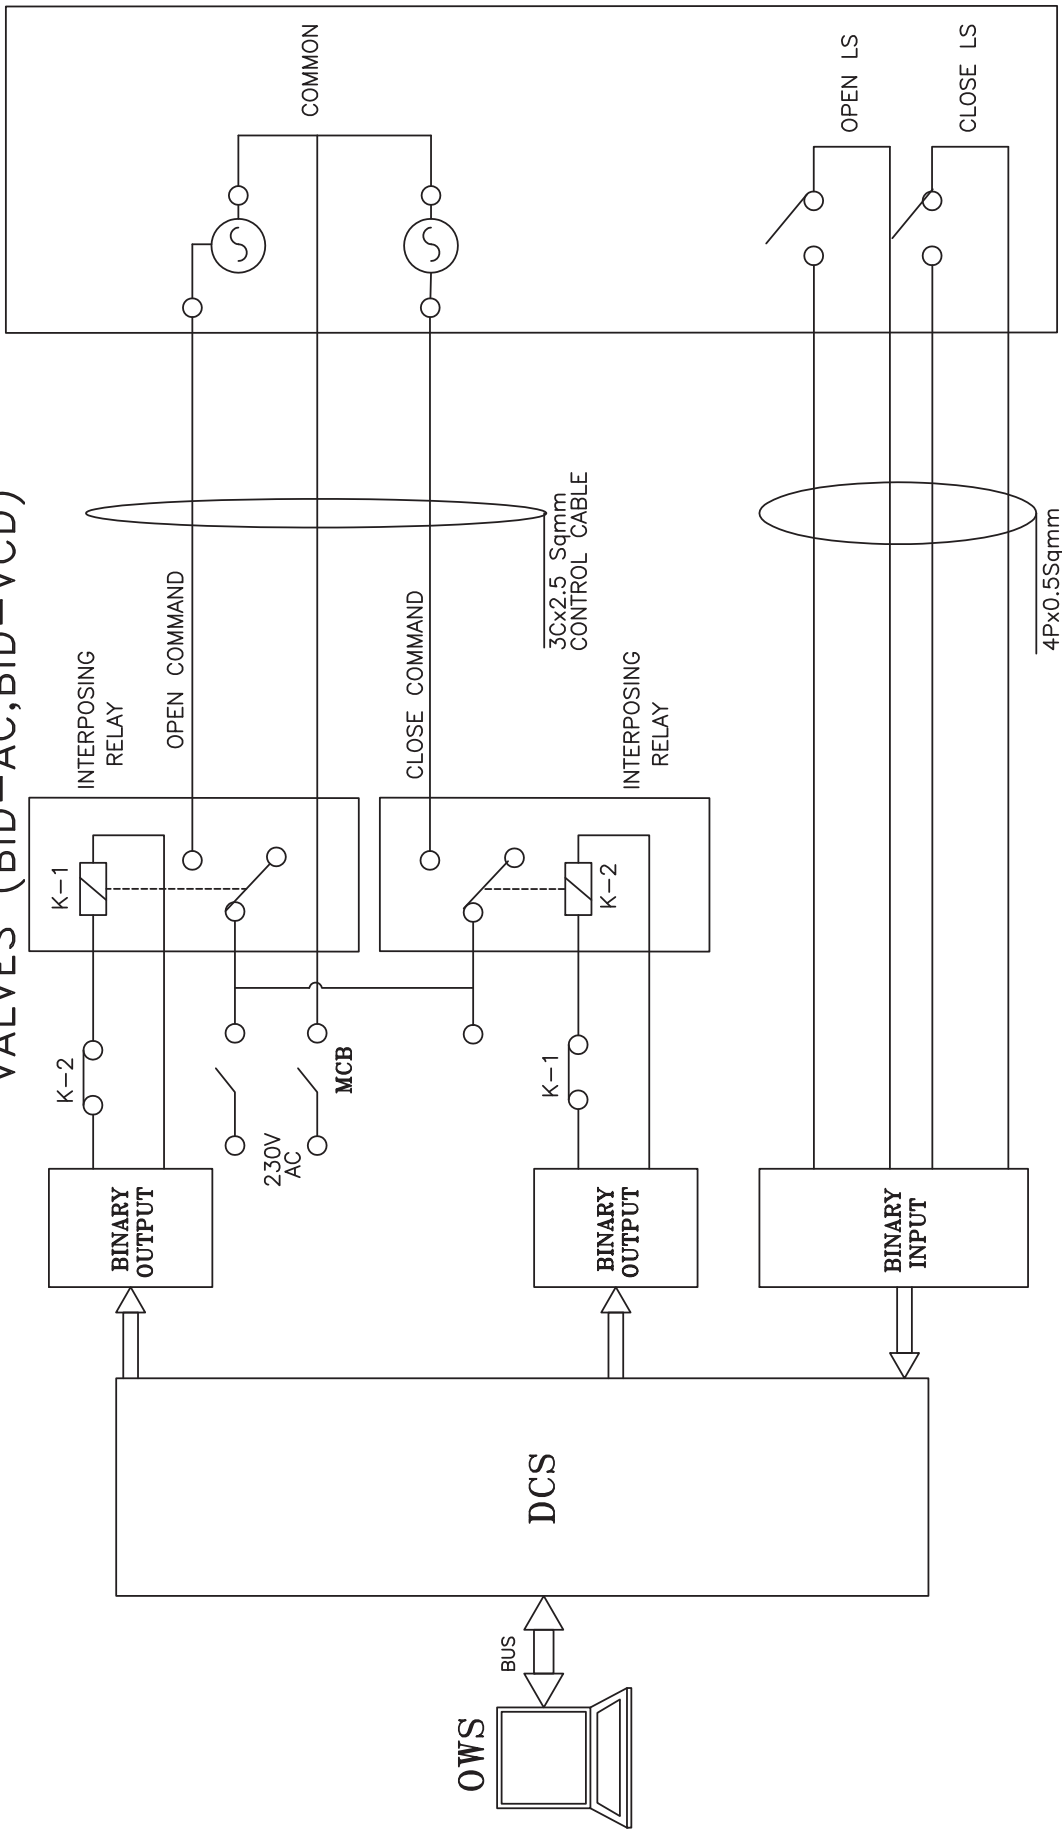 VALVES (BID-AC,BID-VCD)
OWS
BUS
DCS
BINARY
OUTPUT
K-2
K-1
INTERPOSING
RELAY
OPEN COMMAND
COMMON
230V
AC
MCB
CLOSE COMMAND
3Cx2.5 Sqmm
CONTROL CABLE
BINARY
OUTPUT
K-1
K-2
INTERPOSING
RELAY
BINARY
INPUT
4Px0.5Sqmm
OPEN LS
CLOSE LS